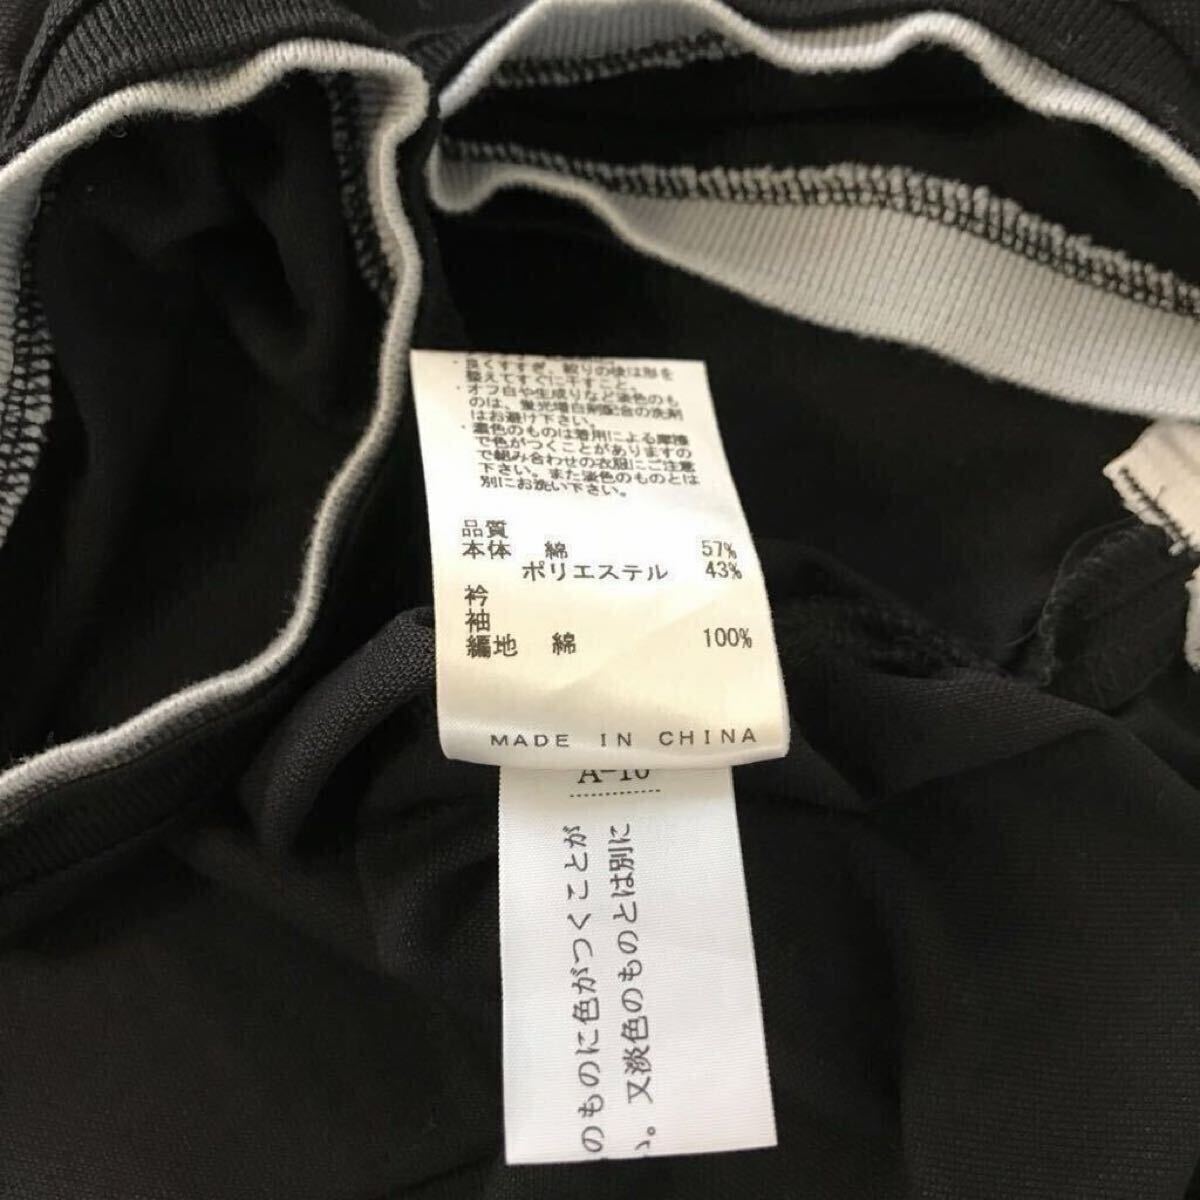 ・良くすすぎ、絞りの後は形を
整えてすぐに干すこと。
・オフ白や生成りなど淡色のも
のは、蛍光増白剤配合の洗剤
はお避け下さい。
・濃色のものは着用による摩擦
で色がつくことがありますの
で組み合わせの衣服にご注意
下さい。また淡色のものとは
別にお洗い下さい。
品質
本体 綿 57%
ポリエステル 43%
衿
袖
編地 綿 100%
MADE IN CHINA
A-10
のものに色がつくことが
い。又淡色のものとは別に